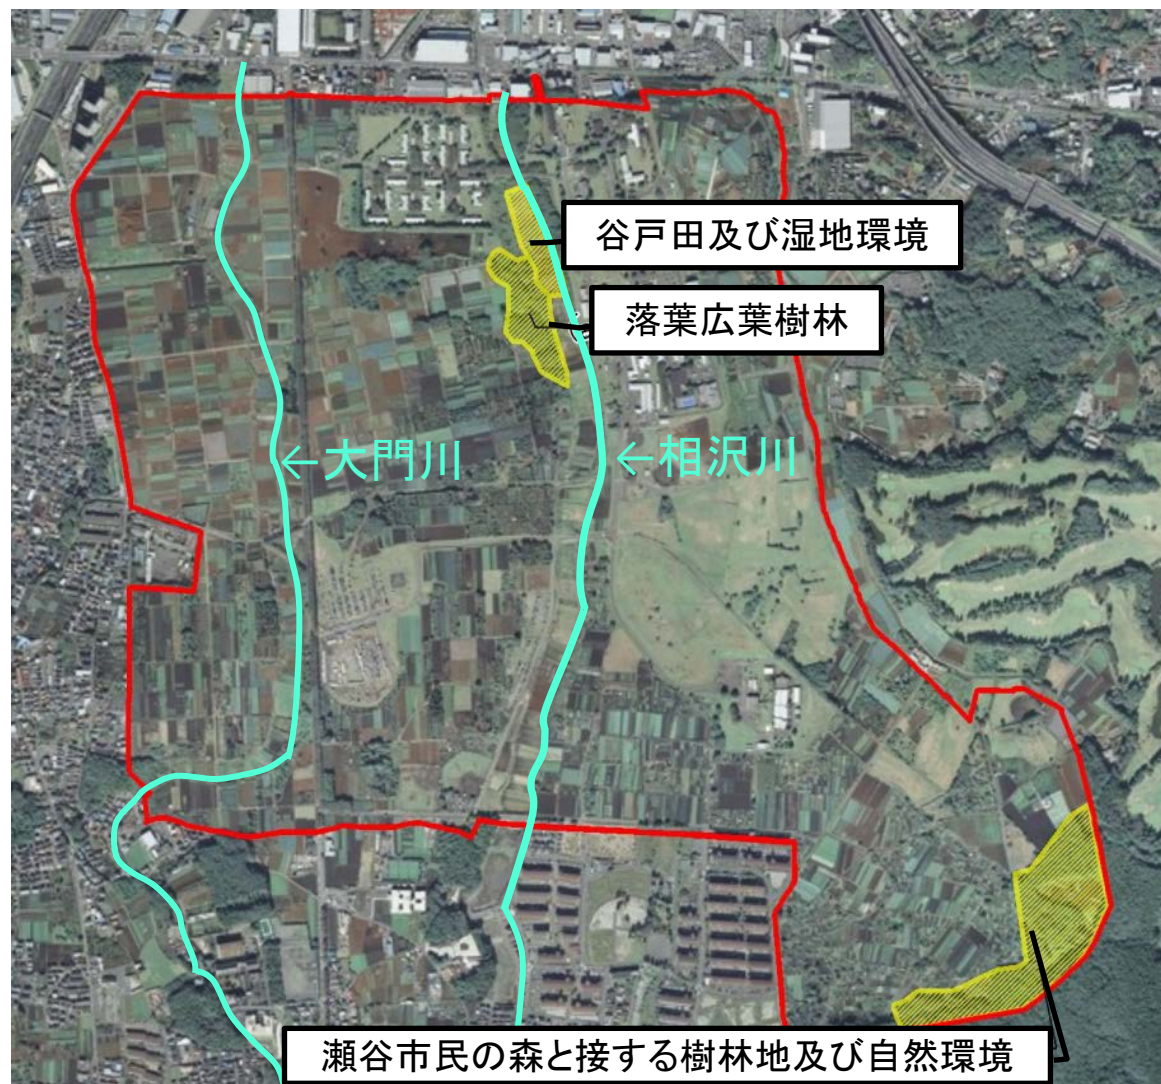 谷戸田及び湿地環境
落葉広葉樹林
←大門川
←相沢川
瀬谷市民の森と接する樹林地及び自然環境